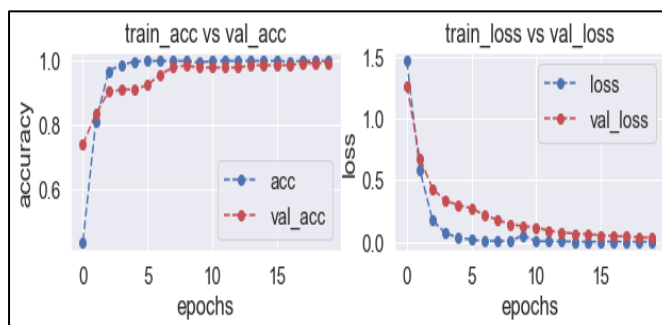 train_acc vs val_acc
1.0
0.8
0.6
accuracy
acc
val_acc
0
5
10
15
epochs
train_loss vs val_loss
1.5
1.0
0.5
0.0
loss
loss
val_loss
0
5
10
15
epochs